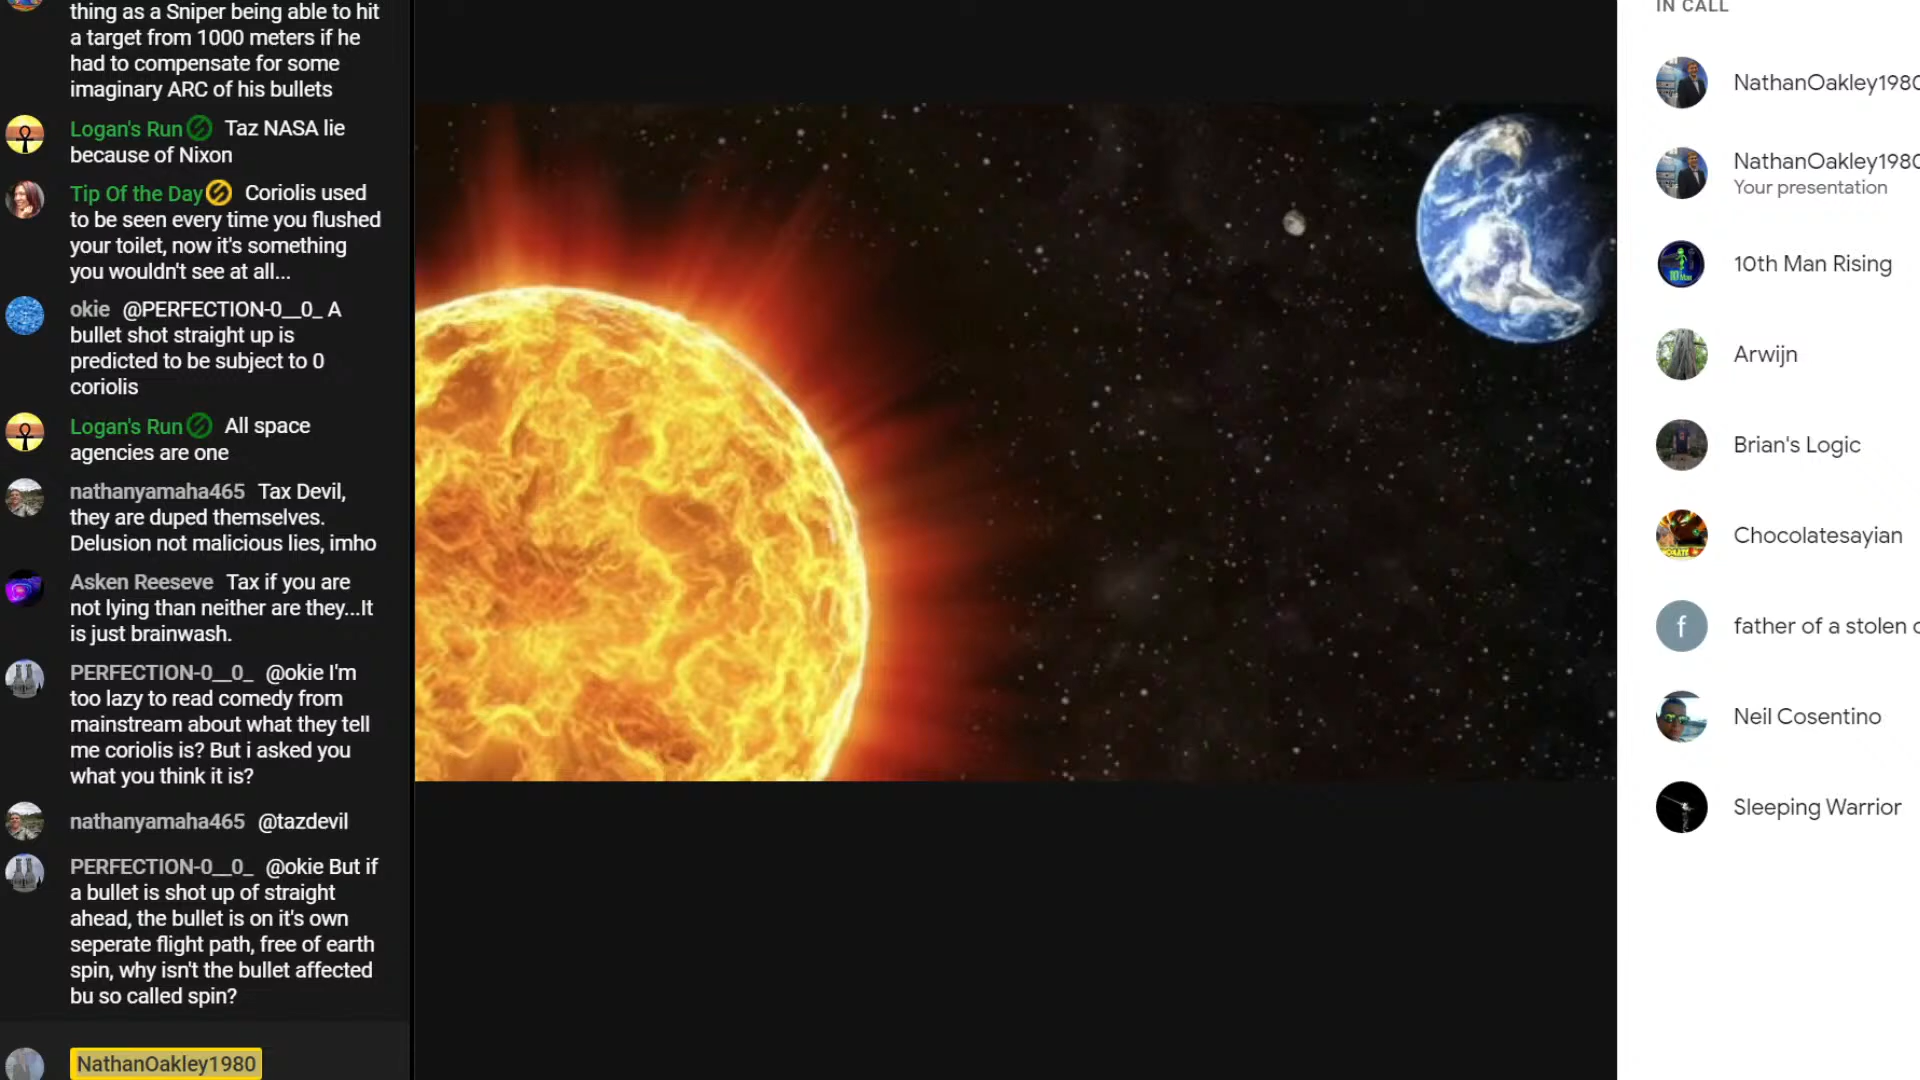 thing as a Sniper being able to hit
a target from 1000 meters if he
had to compensate for some
imaginary ARC of his bullets
Logan's Run Taz NASA lie
because of Nixon
Tip Of the Day Coriolis used
to be seen every time you flushed
your toilet, now it's something
you wouldn't see at all...
okie @PERFECTION-0__0_ A
bullet shot straight up is
predicted to be subject to 0
coriolis
Logan's Run All space
agencies are one
nathanyamaha465 Tax Devil,
they are duped themselves.
Delusion not malicious lies, imho
Asken Reeseve Tax if you are
not lying than neither are they...It
is just brainwash.
PERFECTION-0__0_ @okie I'm
too lazy to read comedy from
mainstream about what they tell
me coriolis is? But i asked you
what you think it is?
nathanyamaha465 @tazdevil
PERFECTION-0__0_ @okie But if
a bullet is shot up of straight
ahead, the bullet is on it's own
seperate flight path, free of earth
spin, why isn't the bullet affected
bu so called spin?
NathanOakley1980
IN CALL
NathanOakley198
NathanOakley198
Your presentation
10th Man Rising
Arwijn
Brian's Logic
Chocolatesayian
f
father of a stolen
Neil Cosentino
Sleeping Warrior